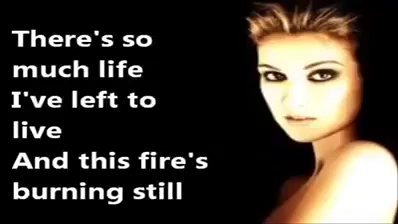 There's so
much life
I've left to
live
And this fire's
burning still